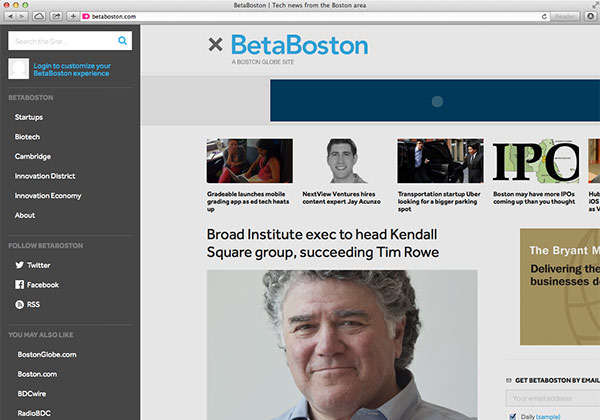 BetaBoston | Tech news from the Boston area
betaboston.com
Reader
Search the Site...
Login to customize your
BetaBoston experience
BETABOSTON
Startups
Biotech
Cambridge
Innovation District
Innovation Economy
About
FOLLOW BETABOSTON
Twitter
Facebook
RSS
YOU MAY ALSO LIKE
BostonGlobe.com
Boston.com
BDCwire
RadioBDC
BetaBoston
A BOSTON GLOBE SITE
Gradeable launches mobile
grading app as ed tech heats
up
NextView Ventures hires
content expert Jay Acunzo
Transportation startup Uber
looking for a bigger parking
spot
IPO
Boston may have more IPOs
coming up than you thought
Hub
iOS
as V
Broad Institute exec to head Kendall
Square group, succeeding Tim Rowe
The Bryant M
Delivering the
businesses d
GET BETABOSTON BY EMAIL
Your email address
Daily (sample)